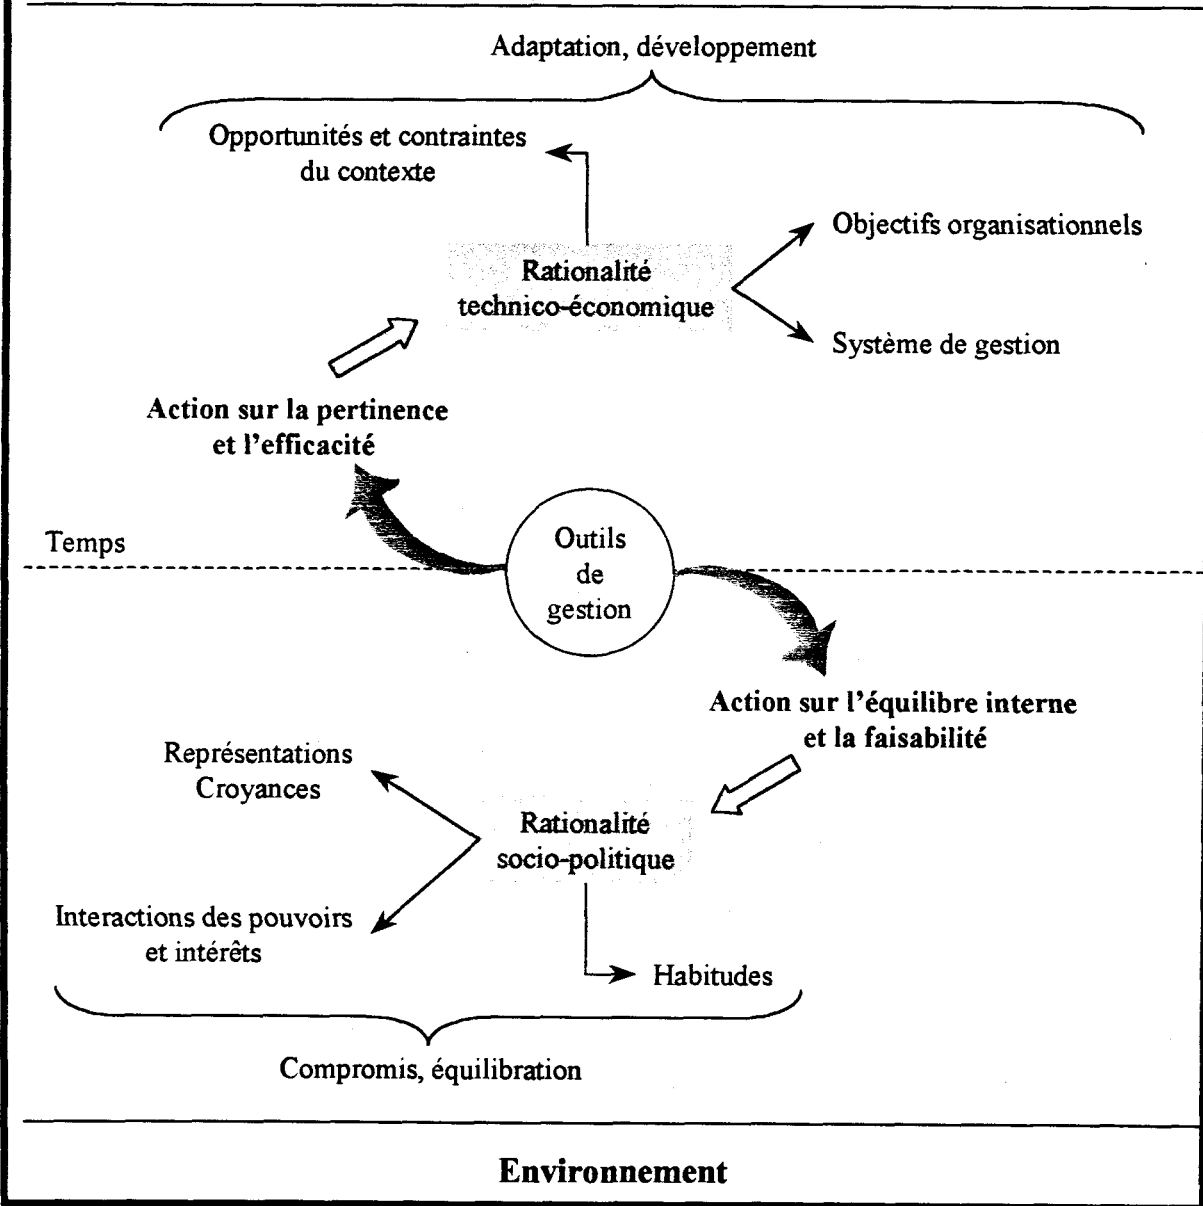 Adaptation, développement
Opportunités et contraintes
du contexte
Objectifs organisationnels
Rationalité
technico-économique
Système de gestion
Action sur la pertinence
et l'efficacité
Temps
Outils
de
gestion
Action sur l'équilibre interne
et la faisabilité
Représentations
Croyances
Rationalité
socio-politique
Interactions des pouvoirs
et intérêts
Habitudes
Compromis, équilibration
Environnement